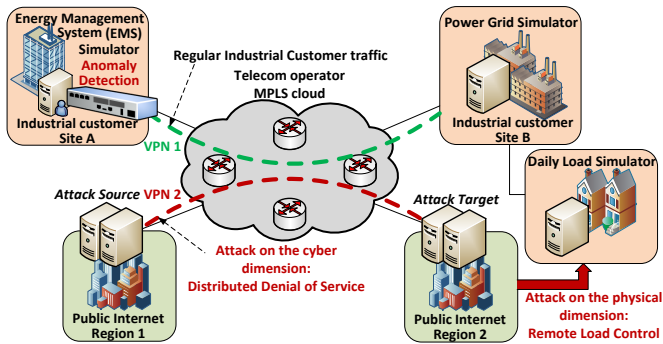 Energy Management
System (EMS)
Simulator
Anomaly
Detection
Industrial customer
Site A
Regular Industrial Customer traffic
Telecom operator
MPLS cloud
VPN 1
VPN 2
Power Grid Simulator
Industrial customer
Site B
Daily Load Simulator
Attack Source
Attack Target
Attack on the cyber
dimension:
Distributed Denial of Service
Public Internet
Region 1
Public Internet
Region 2
Attack on the physical
dimension:
Remote Load Control